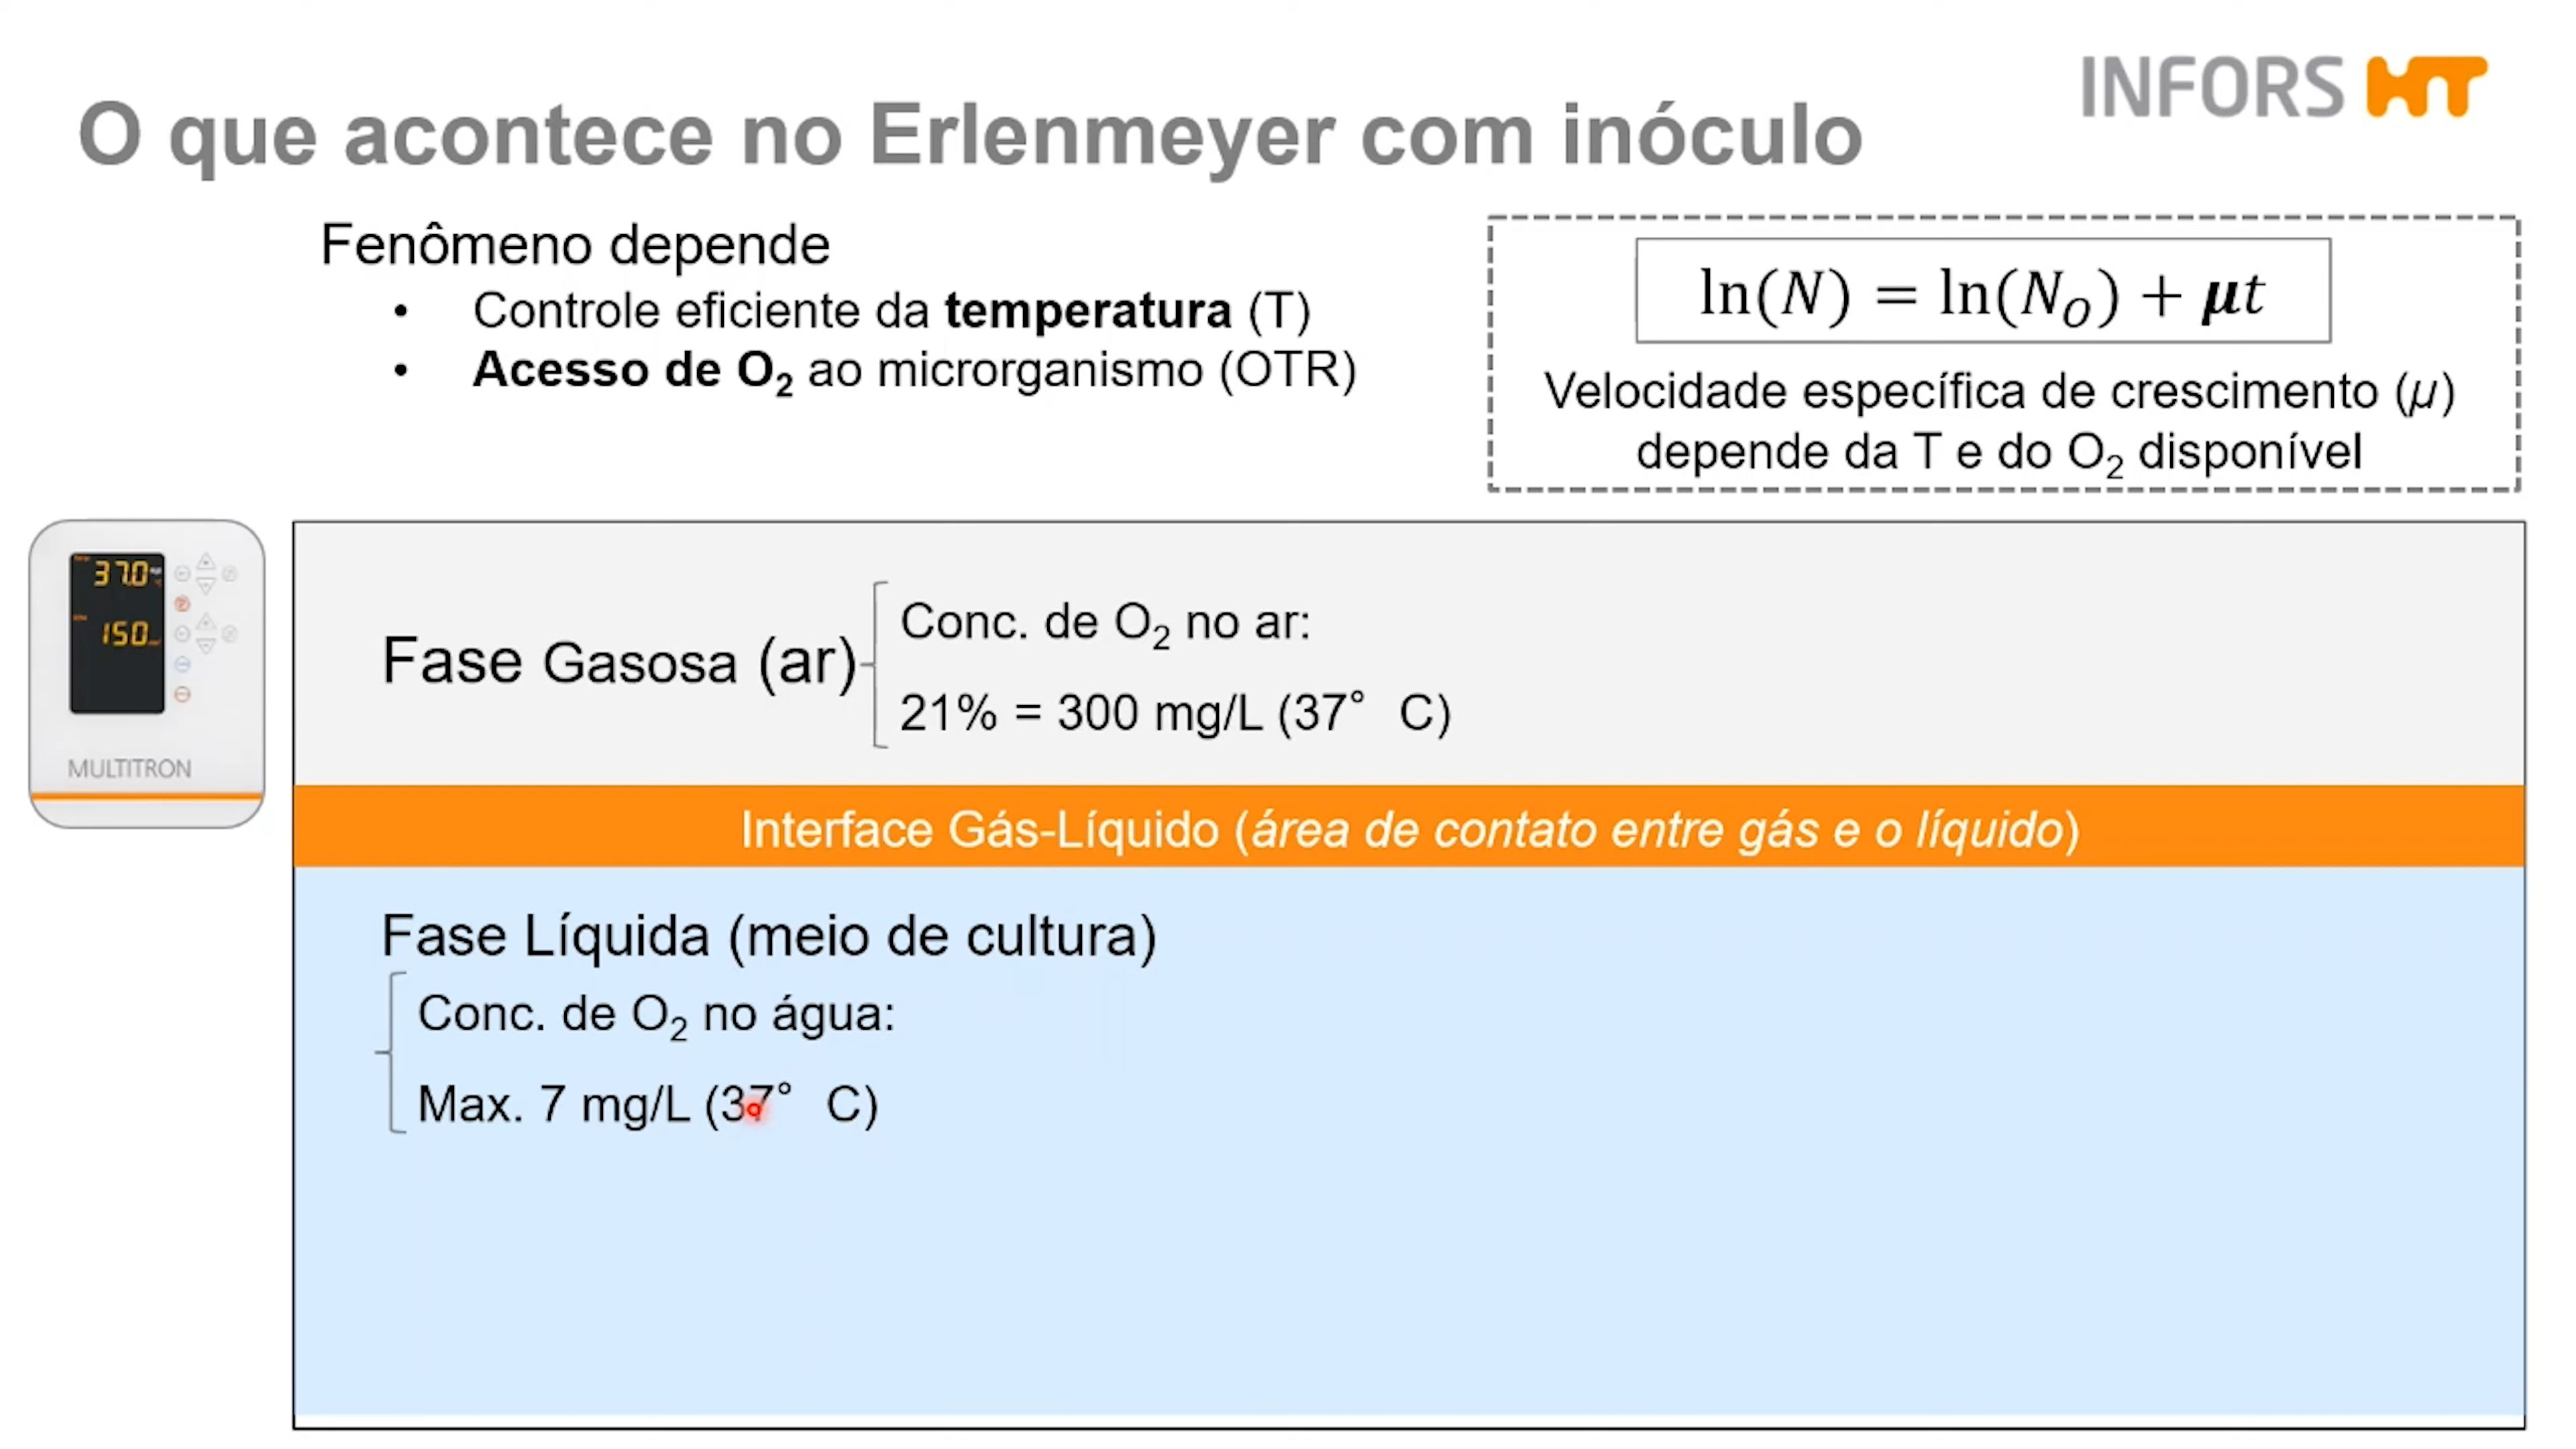 INFORS HT
O que acontece no Erlenmeyer com inóculo
Fenômeno depende
• Controle eficiente da temperatura (T)
• Acesso de O₂ ao microrganismo (OTR)
ln(N) = ln(N_O) + μt
Velocidade específica de crescimento (μ)
depende da T e do O₂ disponível
37.0
150
MULTITRON
Fase Gasosa (ar)
Conc. de O₂ no ar:
21% = 300 mg/L (37° C)
Interface Gás-Líquido (área de contato entre gás e o líquido)
Fase Líquida (meio de cultura)
Conc. de O₂ no água:
Max. 7 mg/L (37° C)